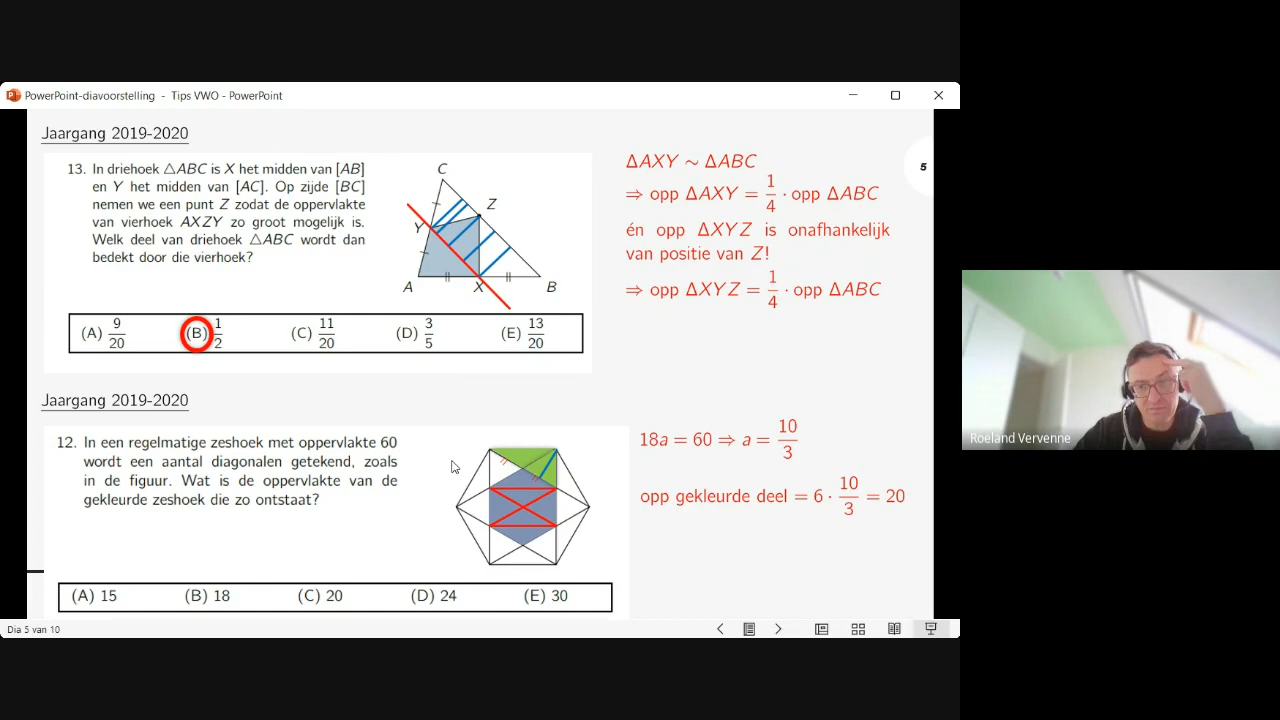 PowerPoint-diavoorstelling - Tips VWO - PowerPoint
Jaargang 2019-2020
5
13. In driehoek △ABC is X het midden van [AB]
en Y het midden van [AC]. Op zijde [BC]
nemen we een punt Z zodat de oppervlakte
van vierhoek AXZY zo groot mogelijk is.
Welk deel van driehoek △ABC wordt dan
bedekt door die vierhoek?
C
Z
Y
A
X
B
(A) 9/20 (B) 1/2 (C) 11/20 (D) 3/5 (E) 13/20
ΔAXY ∼ ΔABC
⇒ opp ΔAXY = 1/4 · opp ΔABC
én opp ΔXYZ is onafhankelijk
van positie van Z!
⇒ opp ΔXYZ = 1/4 · opp ΔABC
Jaargang 2019-2020
12. In een regelmatige zeshoek met oppervlakte 60
wordt een aantal diagonalen getekend, zoals
in de figuur. Wat is de oppervlakte van de
gekleurde zeshoek die zo ontstaat?
(A) 15 (B) 18 (C) 20 (D) 24 (E) 30
18a = 60 ⇒ a = 10/3
opp gekleurde deel = 6 · 10/3 = 20
Dia 5 van 10
Roeland Vervenne